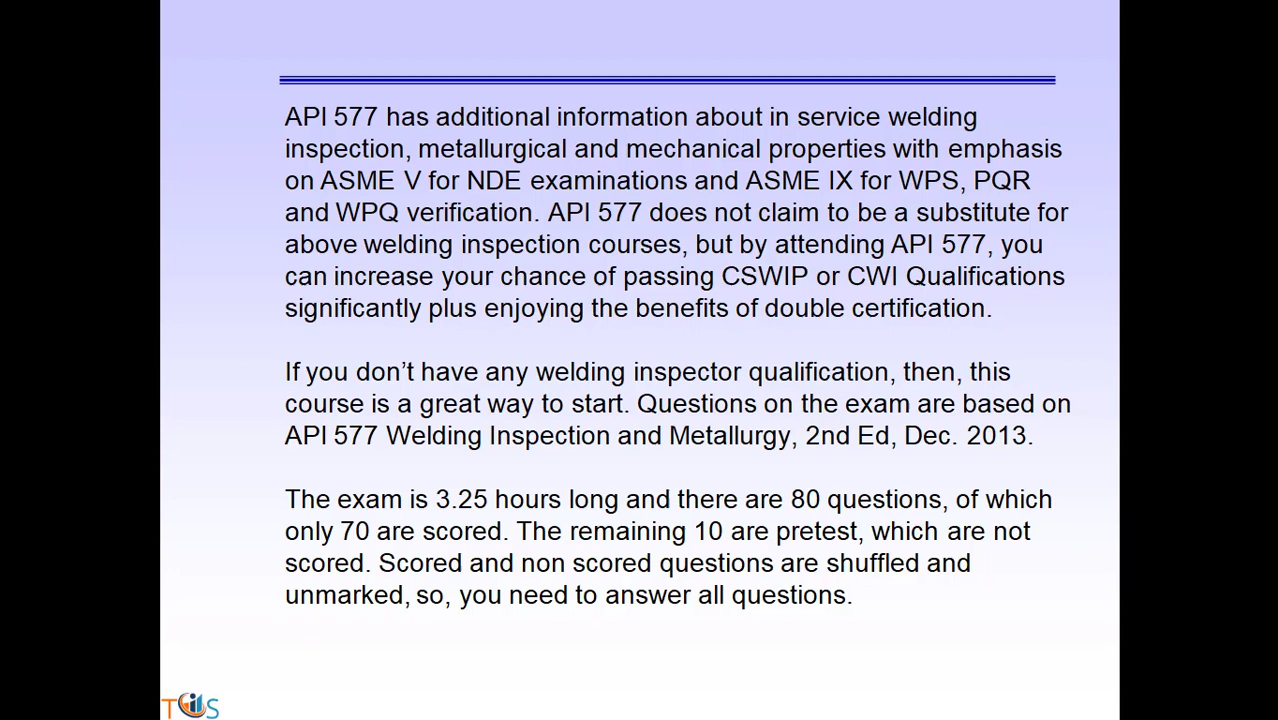 API 577 has additional information about in service welding
inspection, metallurgical and mechanical properties with emphasis
on ASME V for NDE examinations and ASME IX for WPS, PQR
and WPQ verification. API 577 does not claim to be a substitute for
above welding inspection courses, but by attending API 577, you
can increase your chance of passing CSWIP or CWI Qualifications
significantly plus enjoying the benefits of double certification.
If you don’t have any welding inspector qualification, then, this
course is a great way to start. Questions on the exam are based on
API 577 Welding Inspection and Metallurgy, 2nd Ed, Dec. 2013.
The exam is 3.25 hours long and there are 80 questions, of which
only 70 are scored. The remaining 10 are pretest, which are not
scored. Scored and non scored questions are shuffled and
unmarked, so, you need to answer all questions.